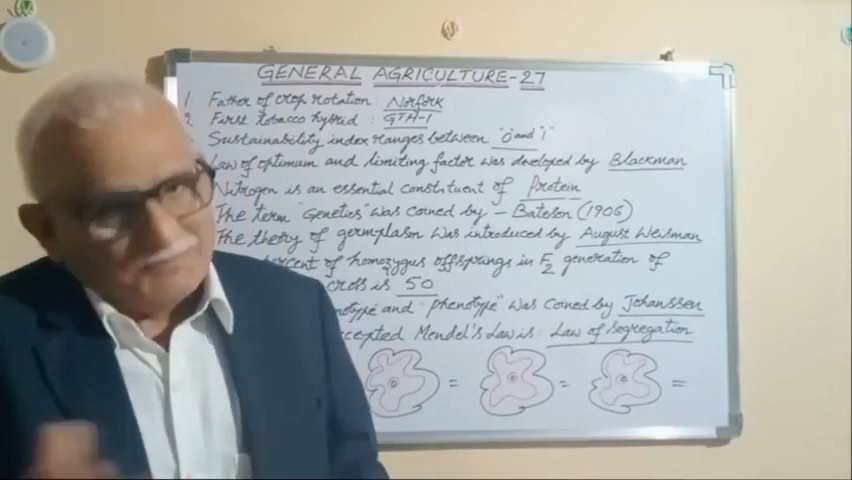 GENERAL AGRICULTURE-27
1 Father of crop rotation: Norfork
2 First tobacco hybrid: GTH-1
Sustainability index ranges between "0 and 1"
Law of optimum and limiting factor was developed by Blackman
Nitrogen is an essential constituent of Protein
The term "Genetics" was coined by - Bateson (1906)
The theory of germplasm was introduced by August Weisman
percent of homozygus offsprings in F2 generation of
cross is 50
notype and "phenotype" was coined by Johanssen
ccepted Mendel's Law is: Law of Segregation
= = =